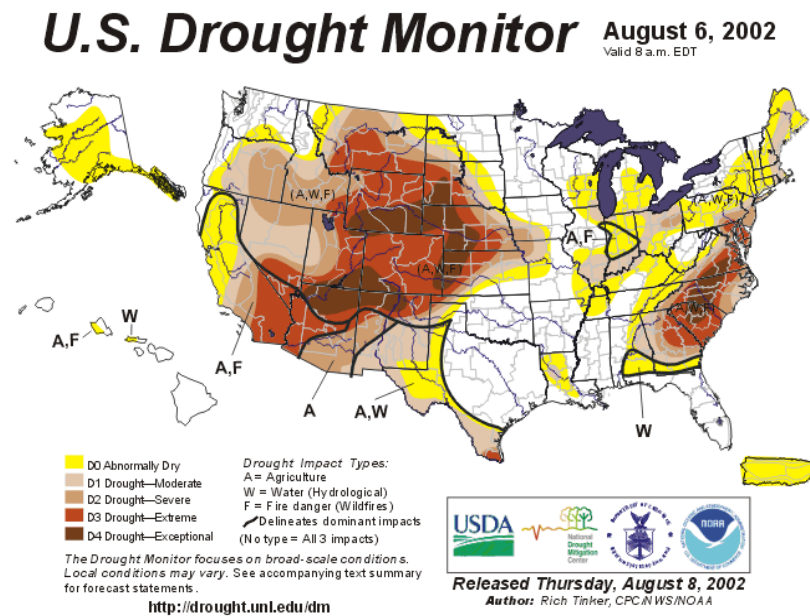 U.S. Drought Monitor
August 6, 2002
Valid 8 a.m. EDT
(A,W,F)
(A,W,F)
A,F
(A,W,F)
(A,W,F)
W
A,F
A,F
A
A,W
W
D0 Abnormally Dry
D1 Drought—Moderate
D2 Drought—Severe
D3 Drought—Extreme
D4 Drought—Exceptional
Drought Impact Types:
A = Agriculture
W = Water (Hydrological)
F = Fire danger (Wildfires)
Delineates dominant impacts
(No type = All 3 impacts)
The Drought Monitor focuses on broad-scale conditions.
Local conditions may vary. See accompanying text summary
for forecast statements.
http://drought.unl.edu/dm
USDA
National
Drought
Mitigation
Center
NOAA
Released Thursday, August 8, 2002
Author: Rich Tinker, CPC/NWS/NOAA